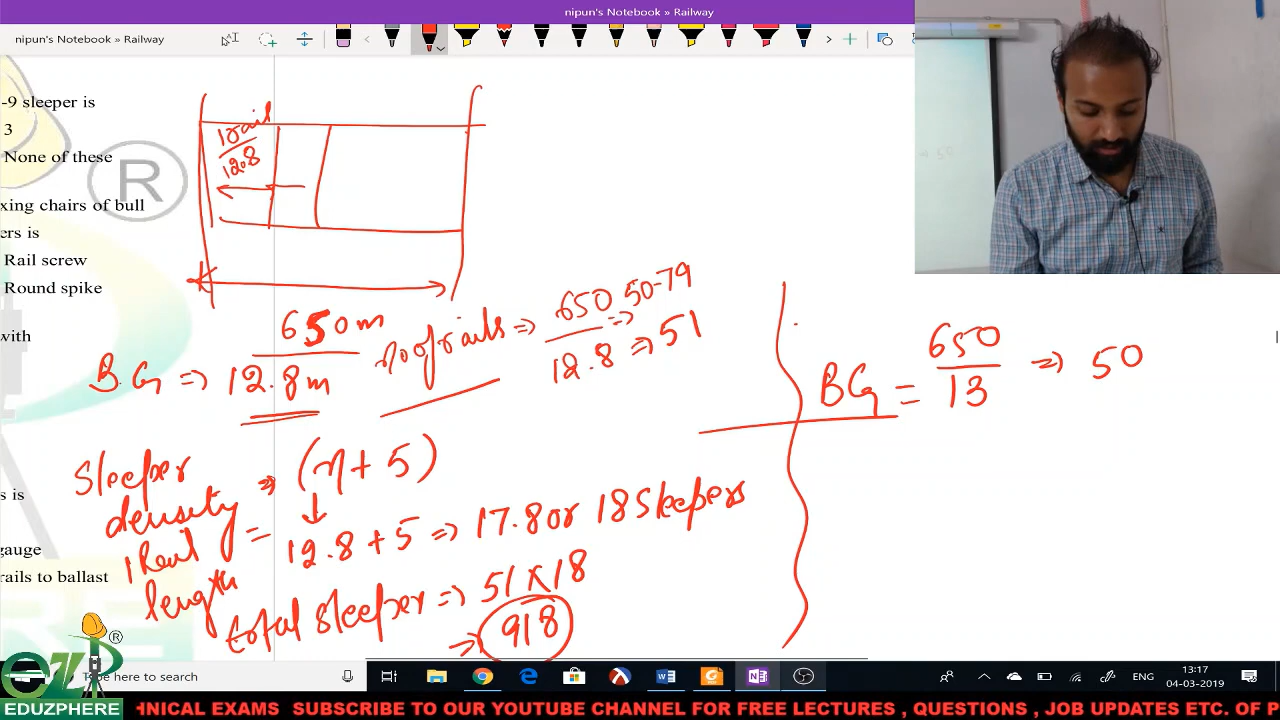 nipun's Notebook » Railway
nipun's Notebook » Railway
-9 sleeper is
3
None of these
xing chairs of bull
ers is
Rail screw
Round spike
with
s is
gauge
rails to ballast
®
1 rail
12.8
650m
B.G ⇒ 12.8m
no of rails ⇒ 650 ⇒ 50-79
12.8 ⇒ 51
Sleeper density ⇒ (n + 5)
1 Rail length = 12.8 + 5 ⇒ 17.8 or 18 Sleepers
total sleeper ⇒ 51 × 18
⇒ 918
BG = 650 ⇒ 50
13
®
EZ
EDUZPHERE
Type here to search
ENG
13:17
04-03-2019
HNICAL EXAMS SUBSCRIBE TO OUR YOUTUBE CHANNEL FOR FREE LECTURES , QUESTIONS , JOB UPDATES ETC. OF P